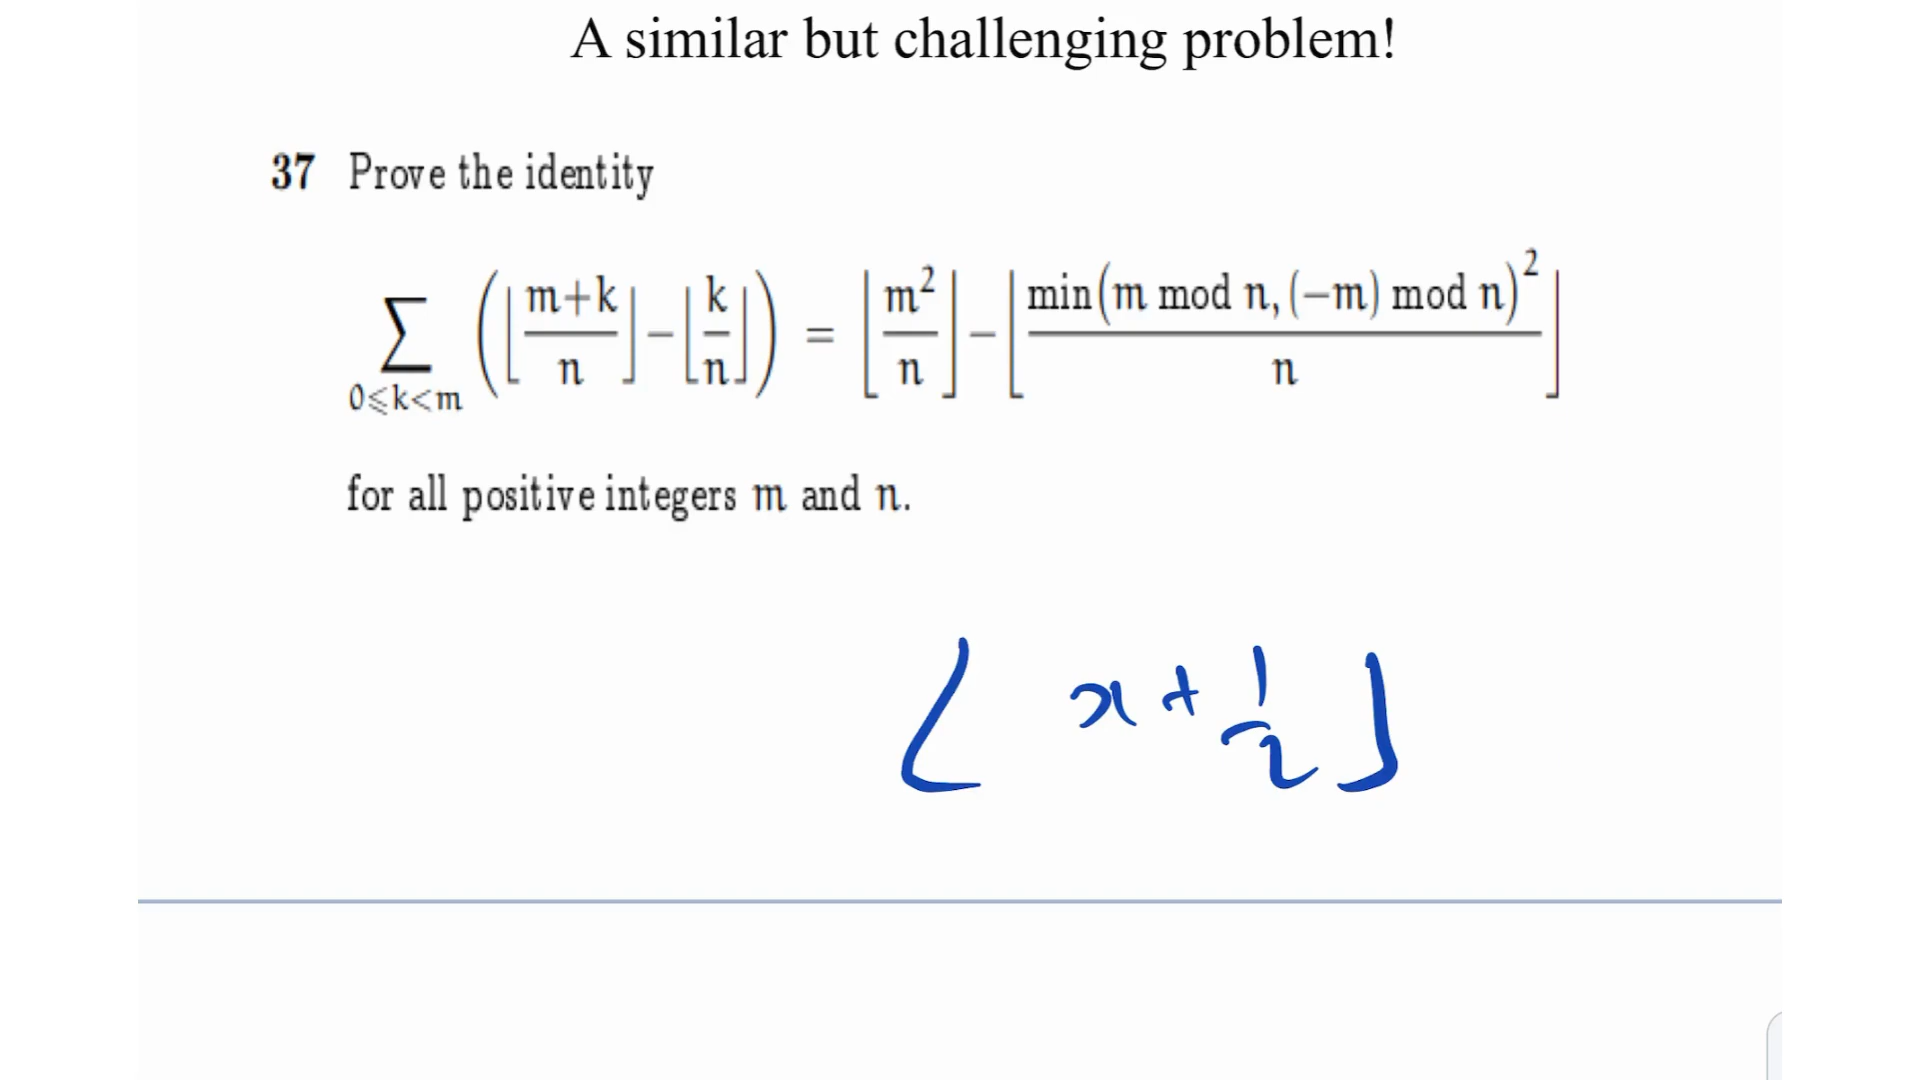 A similar but challenging problem!
37 Prove the identity
∑_{0⩽k<m} (⌊(m+k)/n⌋ − ⌊k/n⌋) = ⌊m²/n⌋ − ⌊min(m mod n, (−m) mod n)²/n⌋
for all positive integers m and n.
⌊x + 1/2⌋